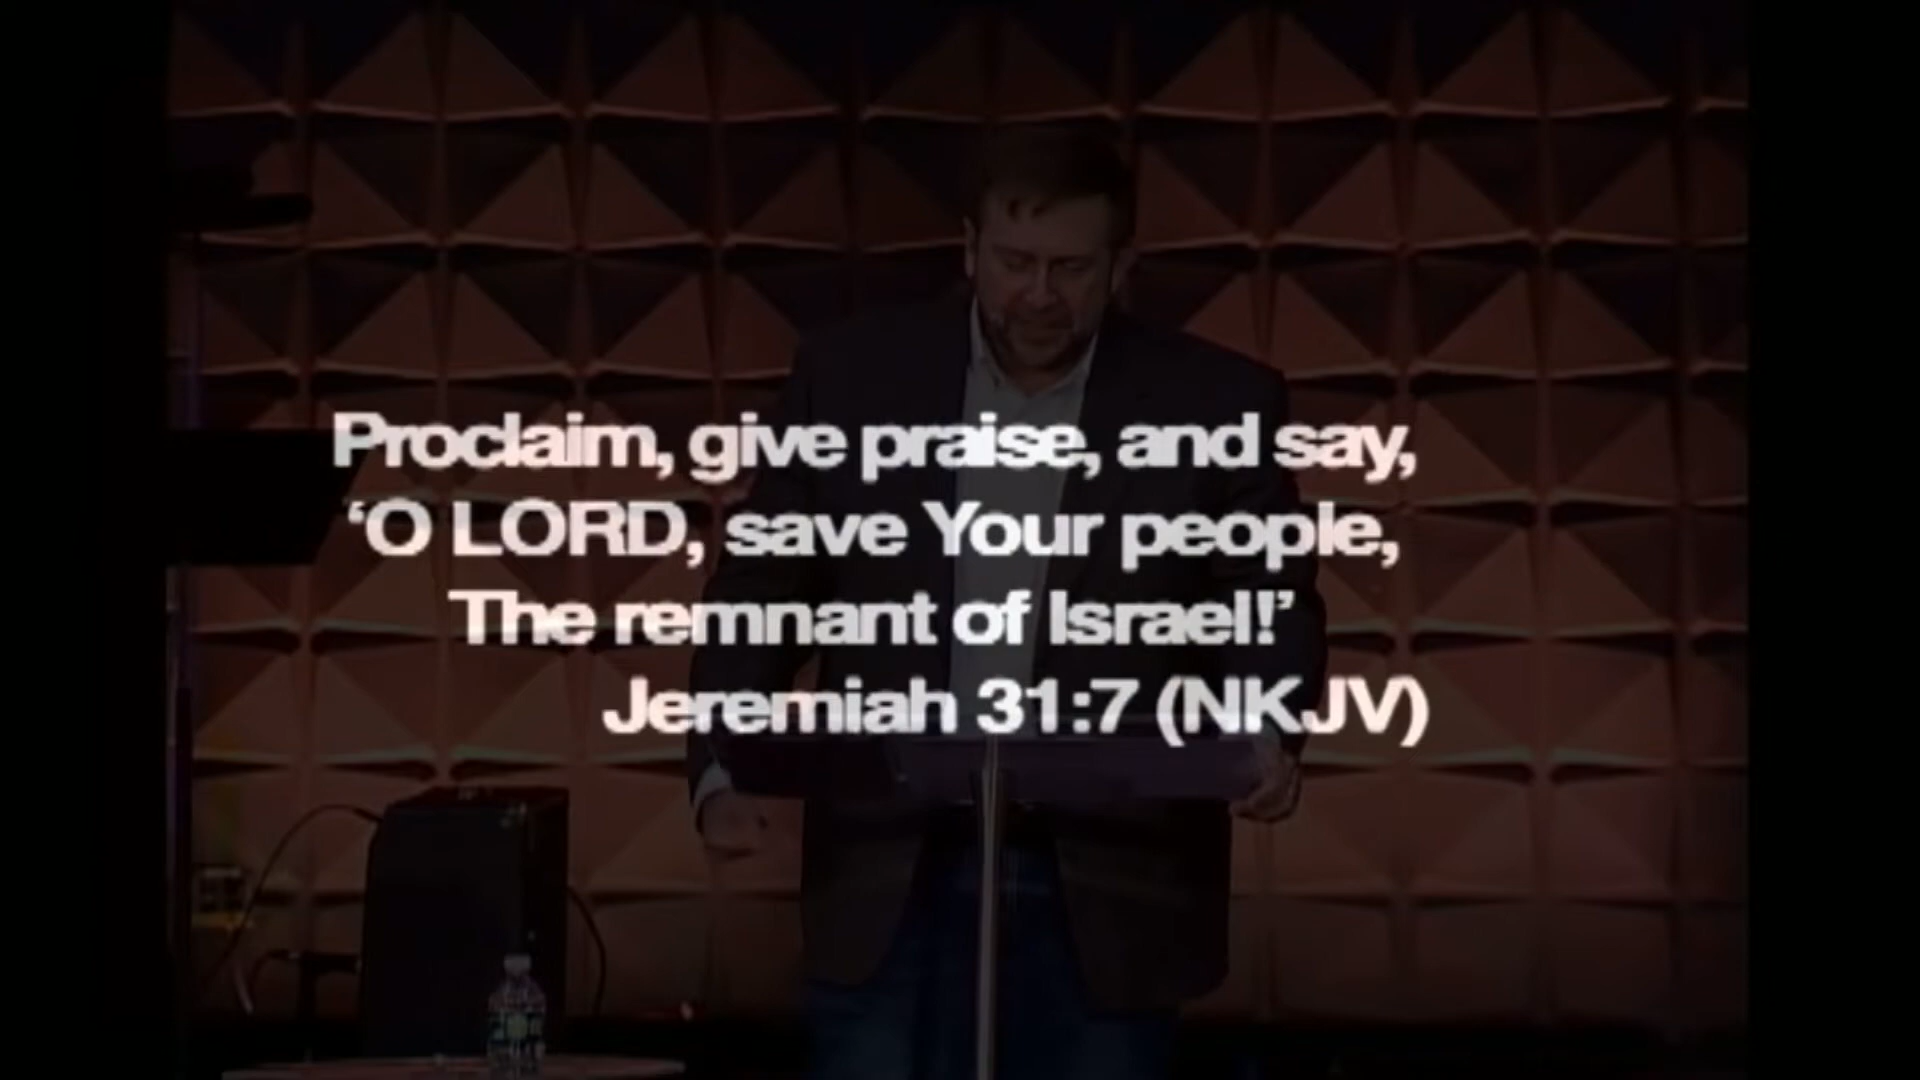 Proclaim, give praise, and say,
‘O LORD, save Your people,
The remnant of Israel!’
Jeremiah 31:7 (NKJV)